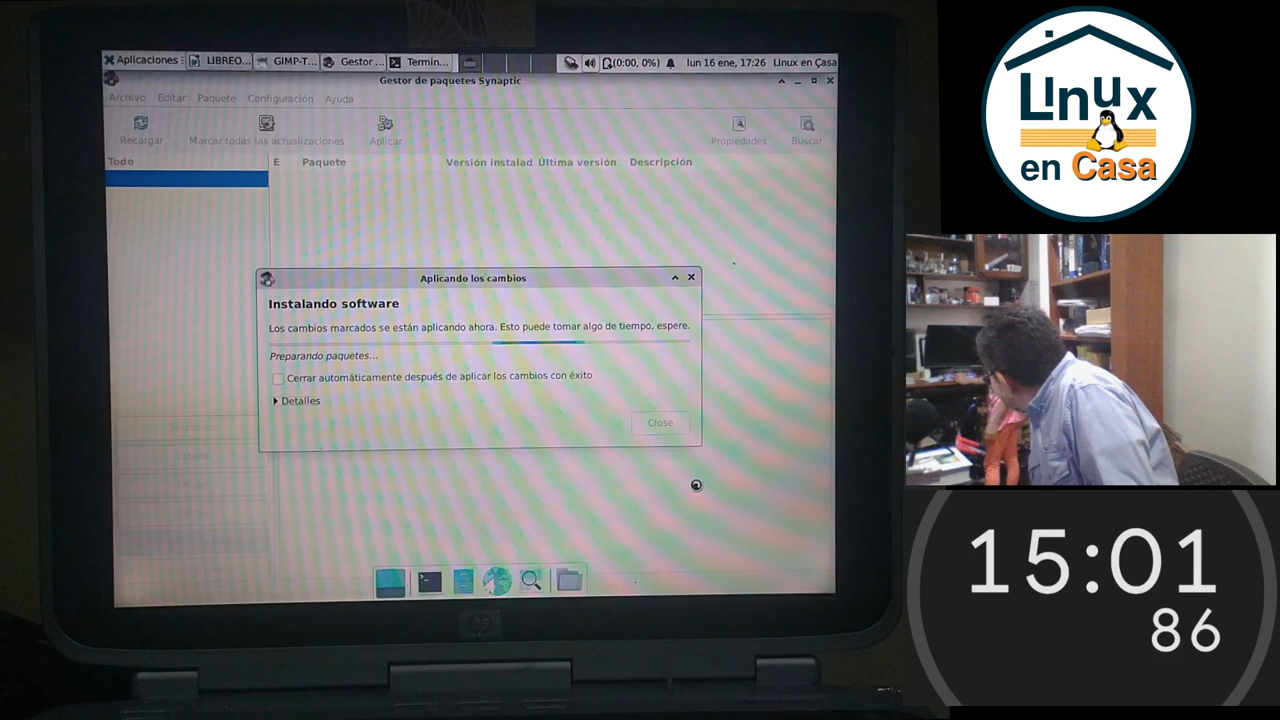 Aplicaciones
LIBREO...
GIMP-T...
Gestor ...
Termin...
(0:00, 0%)
lun 16 ene, 17:26
Linux en Casa
Gestor de paquetes Synaptic
Archivo Editar Paquete Configuración Ayuda
Recargar
Marcar todas las actualizaciones
Aplicar
Propiedades
Buscar
Todo
E
Paquete
Versión instalad
Última versión
Descripción
Aplicando los cambios
Instalando software
Los cambios marcados se están aplicando ahora. Esto puede tomar algo de tiempo, espere.
Preparando paquetes...
Cerrar automáticamente después de aplicar los cambios con éxito
Detalles
Close
Secciones
Estado
hp
Linux
en Casa
15:01
86